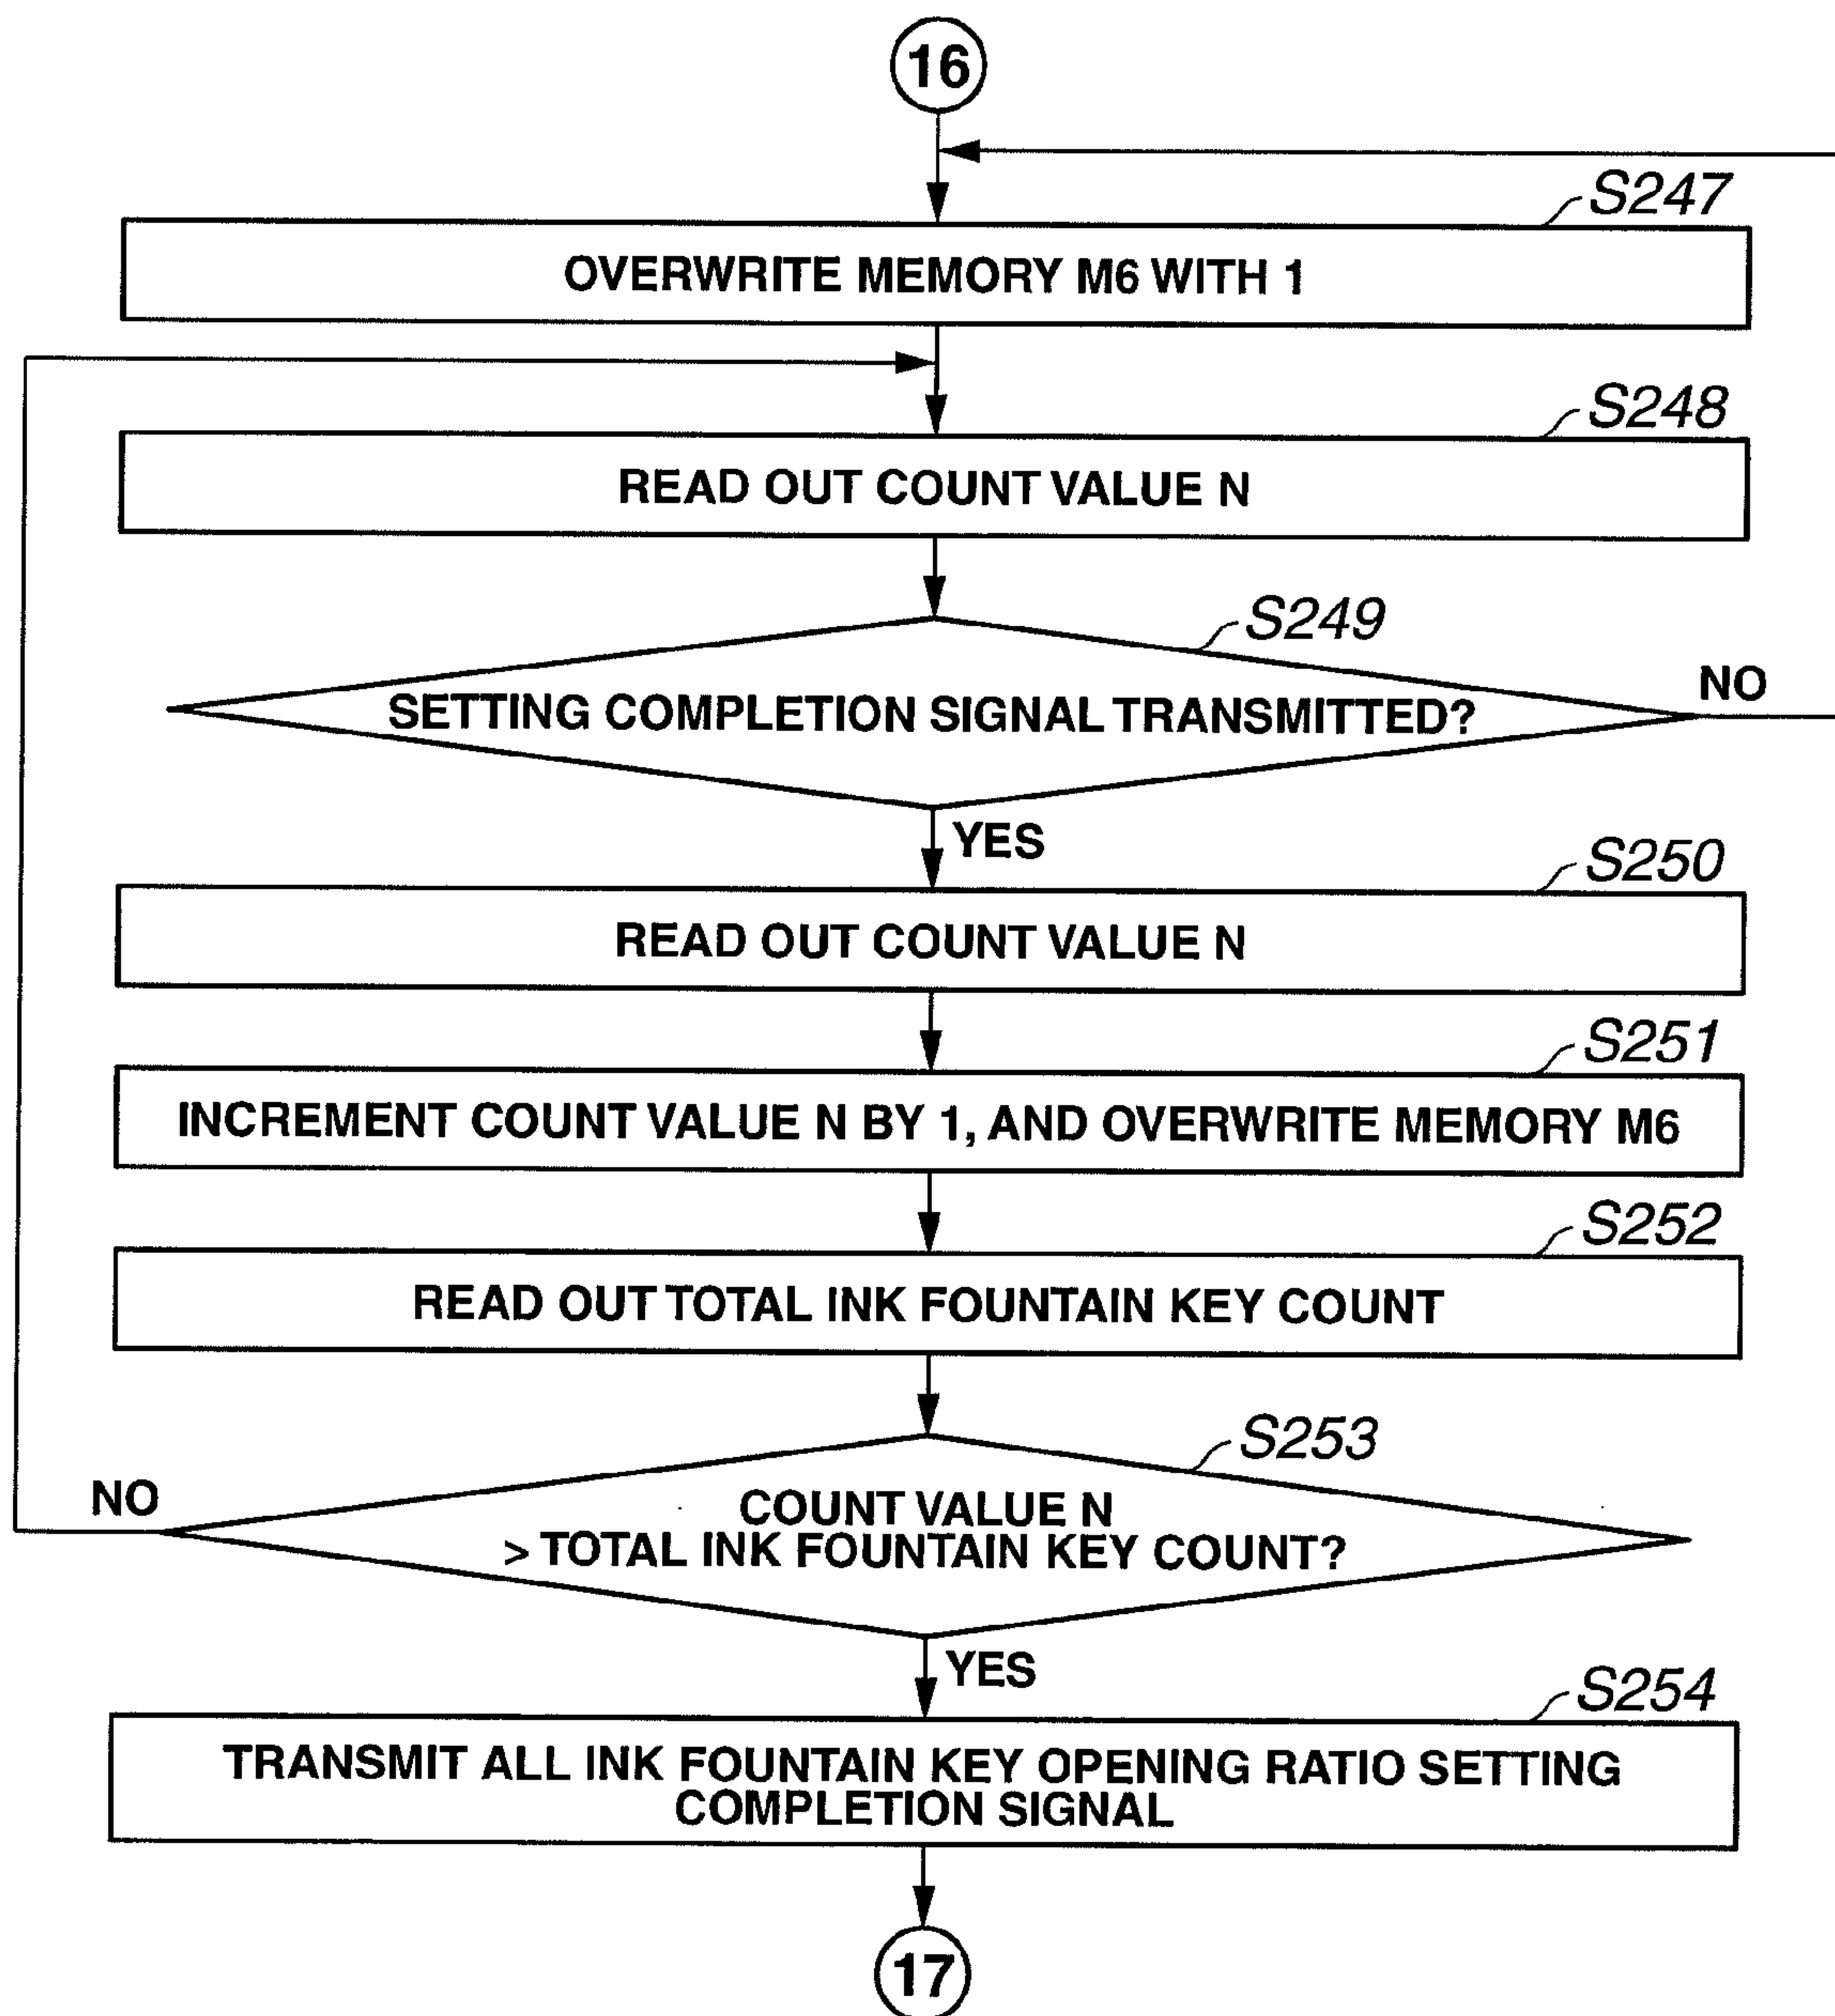 16
S247
OVERWRITE MEMORY M6 WITH 1
S248
READ OUT COUNT VALUE N
S249
SETTING COMPLETION SIGNAL TRANSMITTED?
NO
YES
S250
READ OUT COUNT VALUE N
S251
INCREMENT COUNT VALUE N BY 1, AND OVERWRITE MEMORY M6
S252
READ OUT TOTAL INK FOUNTAIN KEY COUNT
S253
NO
COUNT VALUE N
> TOTAL INK FOUNTAIN KEY COUNT?
YES
S254
TRANSMIT ALL INK FOUNTAIN KEY OPENING RATIO SETTING
COMPLETION SIGNAL
17